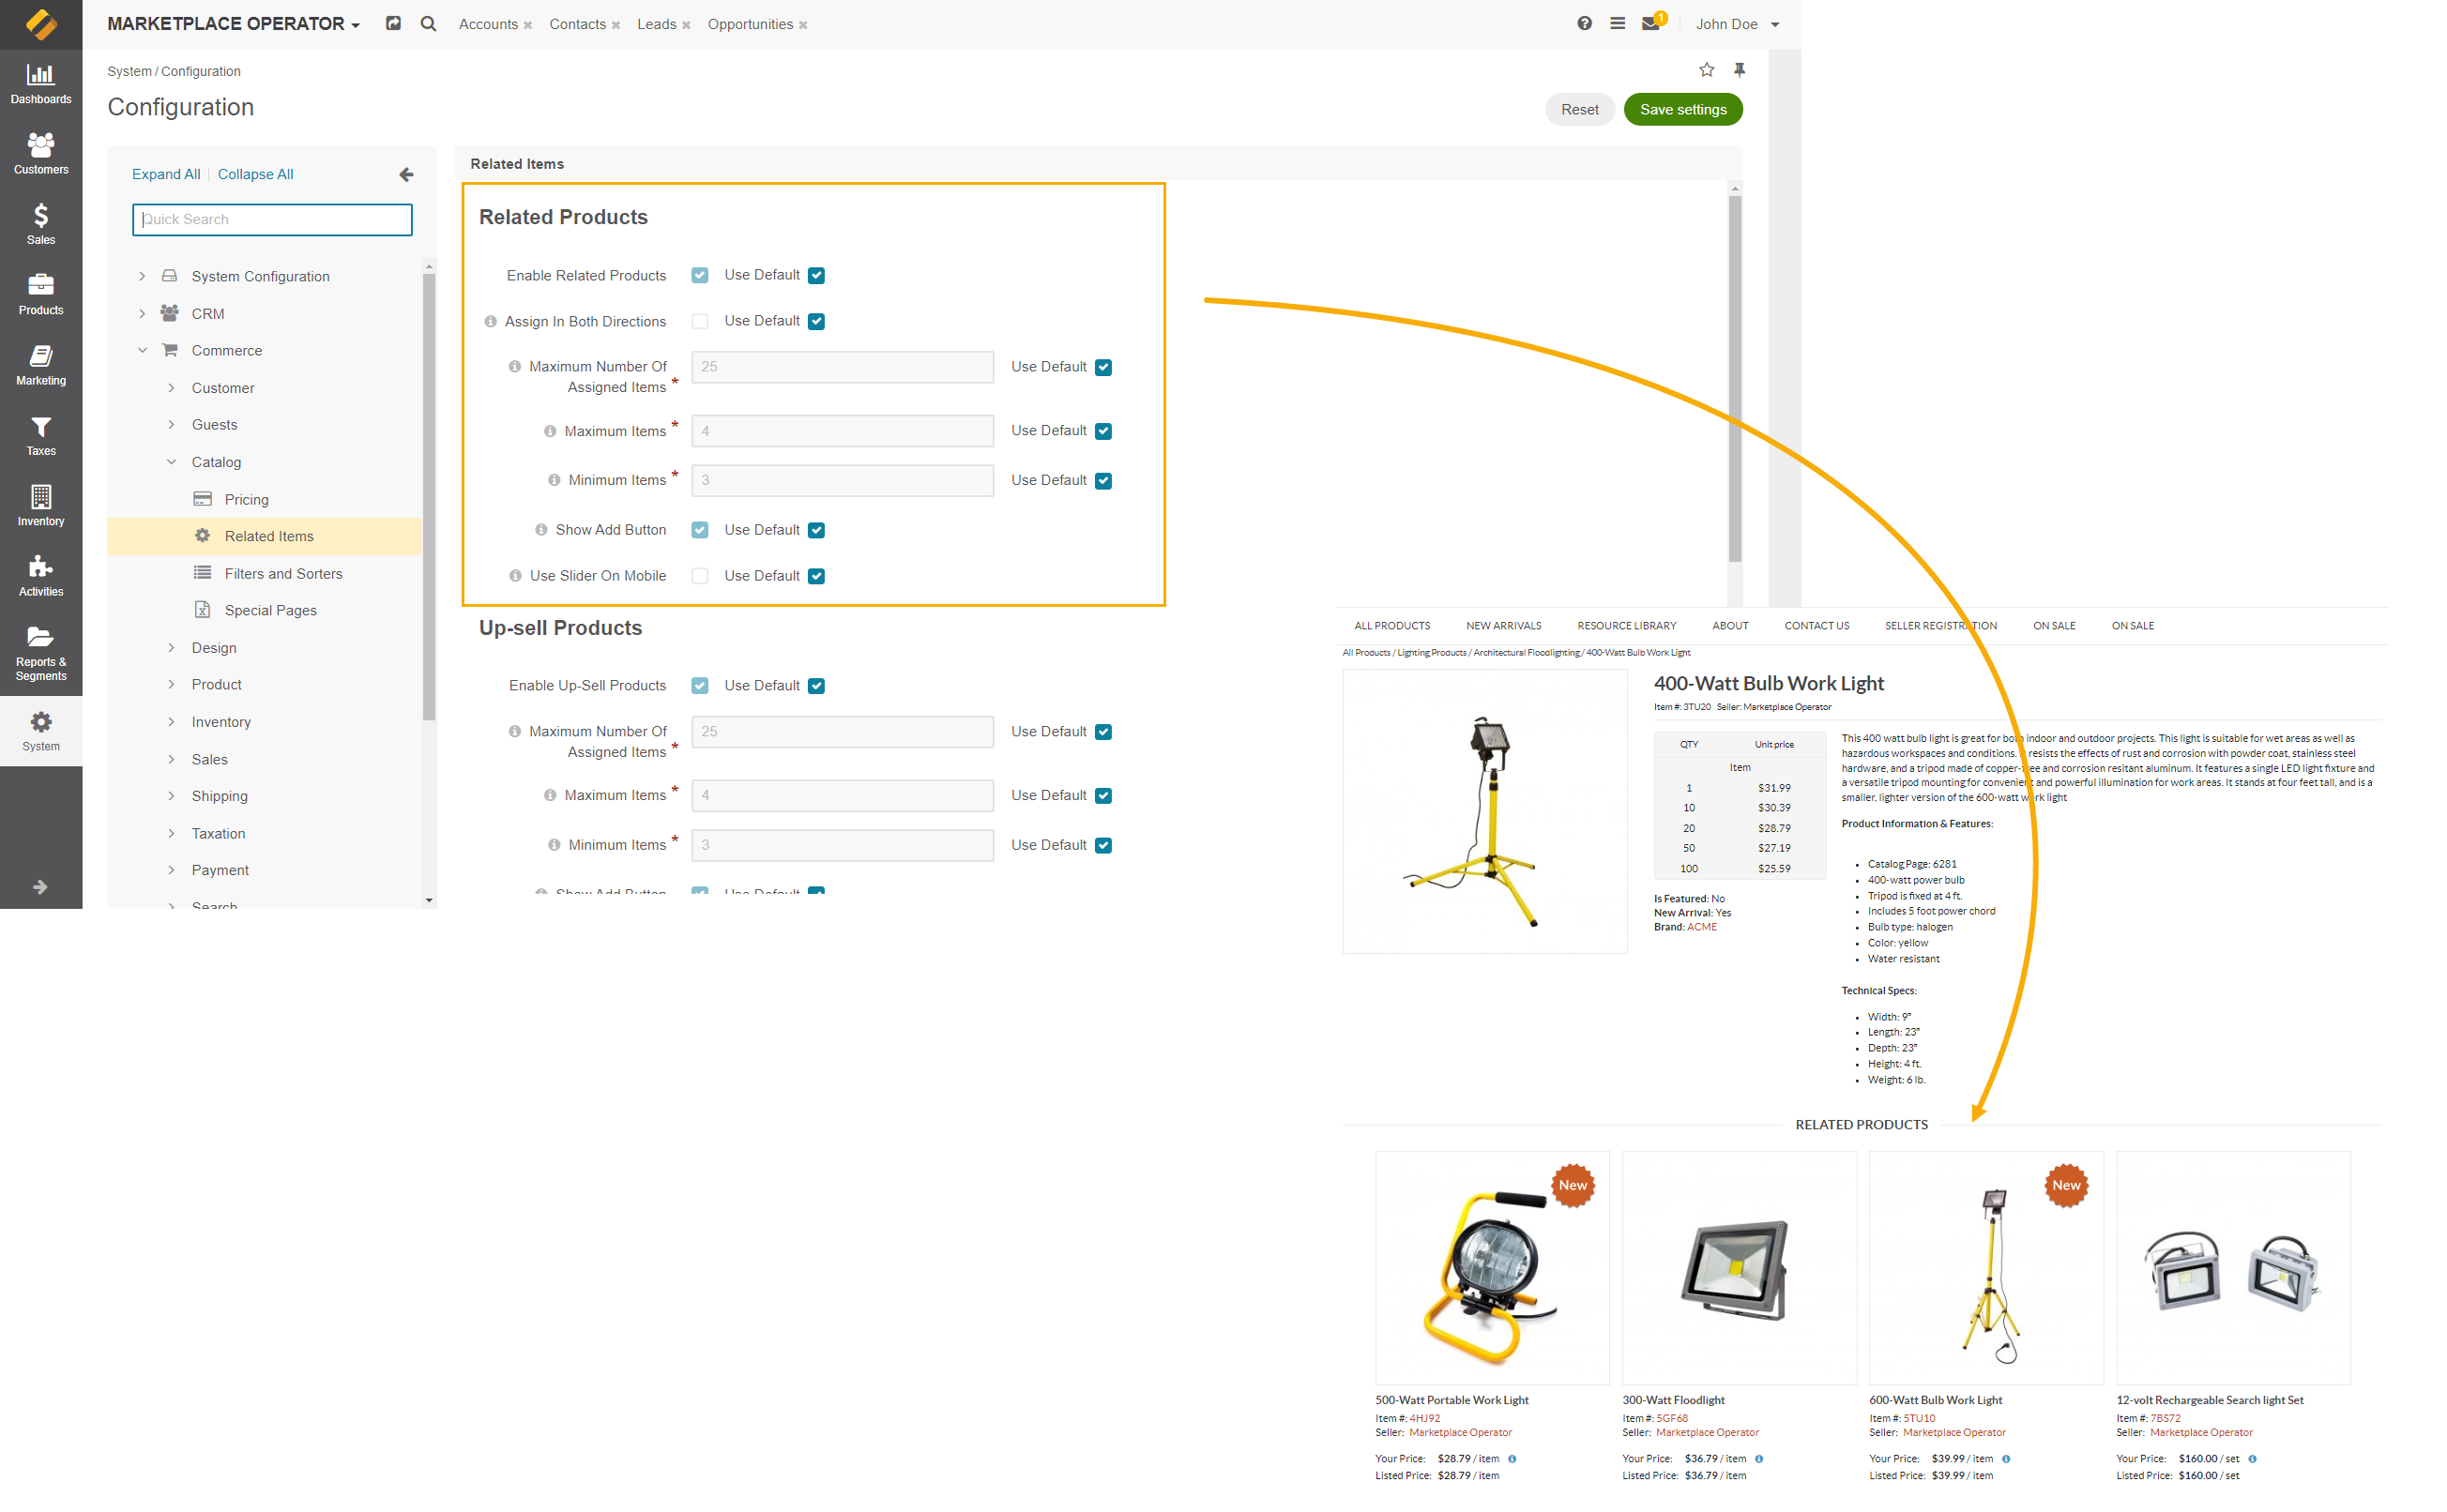 MARKETPLACE OPERATOR
Accounts
Contacts
Leads
Opportunities
1
John Doe
Dashboards
Customers
Sales
Products
Marketing
Taxes
Inventory
Activities
Reports &
Segments
System
System / Configuration
Configuration
Reset
Save settings
Expand All
Collapse All
Quick Search
System Configuration
CRM
Commerce
Customer
Guests
Catalog
Pricing
Related Items
Filters and Sorters
Special Pages
Design
Product
Inventory
Sales
Shipping
Taxation
Payment
Search
Related Items
Related Products
Enable Related Products Use Default
Assign In Both Directions Use Default
Maximum Number Of
Assigned Items * 25 Use Default
Maximum Items * 4 Use Default
Minimum Items * 3 Use Default
Show Add Button Use Default
Use Slider On Mobile Use Default
Up-sell Products
Enable Up-Sell Products Use Default
Maximum Number Of
Assigned Items * 25 Use Default
Maximum Items * 4 Use Default
Minimum Items * 3 Use Default
Show Add Button Use Default
ALL PRODUCTS NEW ARRIVALS RESOURCE LIBRARY ABOUT CONTACT US SELLER REGISTRATION ON SALE ON SALE
All Products / Lighting Products / Architectural Floodlighting / 400-Watt Bulb Work Light
400-Watt Bulb Work Light
Item #: 3TU20 Seller: Marketplace Operator
QTY Unit price
Item
1 $31.99
10 $30.39
20 $28.79
50 $27.19
100 $25.59
Is Featured: No
New Arrival: Yes
Brand: ACME
This 400 watt bulb light is great for both indoor and outdoor projects. This light is suitable for wet areas as well as
hazardous workspaces and conditions. It resists the effects of rust and corrosion with powder coat, stainless steel
hardware, and a tripod made of copper-free and corrosion resitant aluminum. It features a single LED light fixture and
a versatile tripod mounting for convenient and powerful illumination for work areas. It stands at four feet tall, and is a
smaller, lighter version of the 600-watt work light
Product Information & Features:
• Catalog Page: 6281
• 400-watt power bulb
• Tripod is fixed at 4 ft.
• Includes 5 foot power chord
• Bulb type: halogen
• Color: yellow
• Water resistant
Technical Specs:
• Width: 9”
• Length: 23”
• Depth: 23”
• Height: 4 ft.
• Weight: 6 lb.
RELATED PRODUCTS
New
500-Watt Portable Work Light
Item #: 4HJ92
Seller: Marketplace Operator
Your Price: $28.79 / item
Listed Price: $28.79 / item
300-Watt Floodlight
Item #: 5GF68
Seller: Marketplace Operator
Your Price: $36.79 / item
Listed Price: $36.79 / item
New
600-Watt Bulb Work Light
Item #: 5TU10
Seller: Marketplace Operator
Your Price: $39.99 / item
Listed Price: $39.99 / item
12-volt Rechargeable Search light Set
Item #: 7BS72
Seller: Marketplace Operator
Your Price: $160.00 / set
Listed Price: $160.00 / set